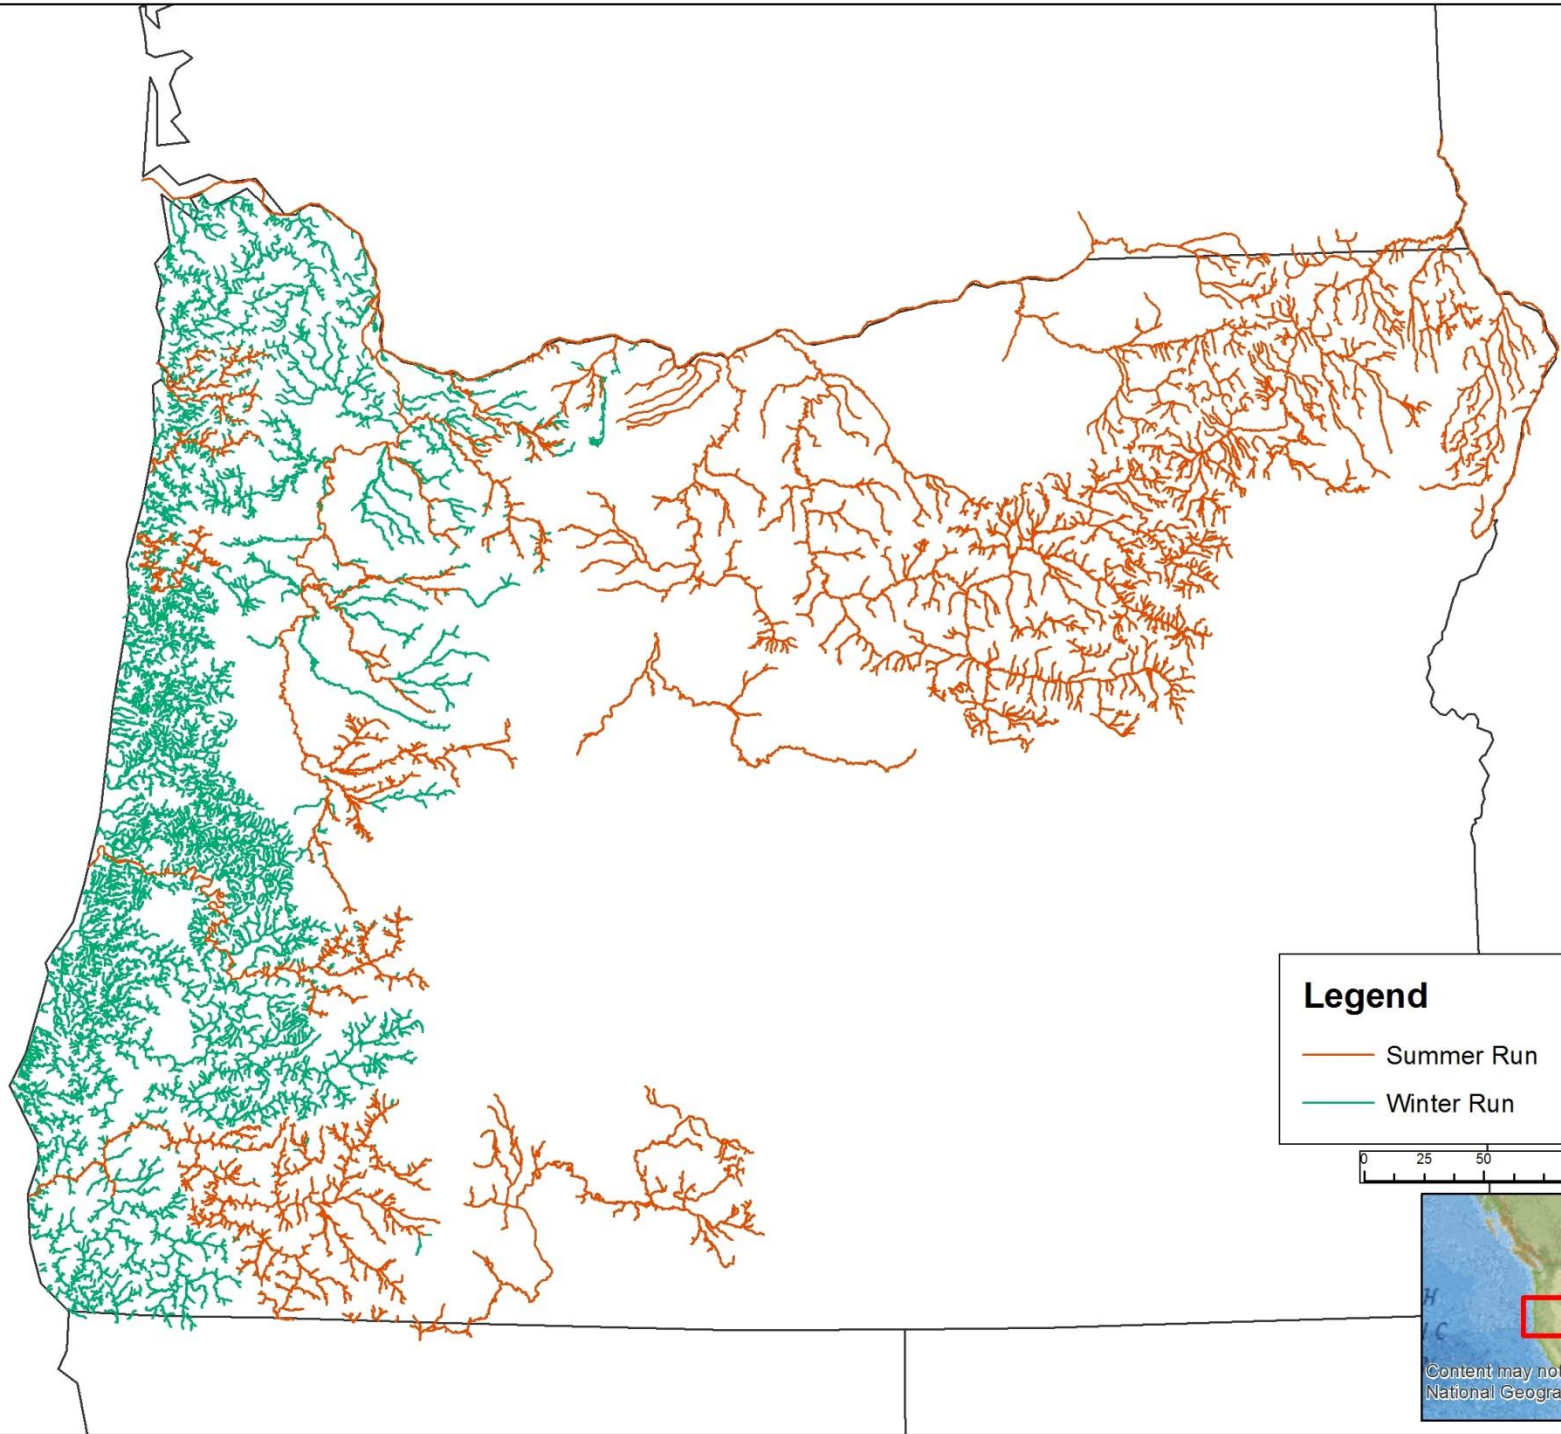 Legend
Summer Run
Winter Run
0 25 50
H
I C
Content may not
National Geogra